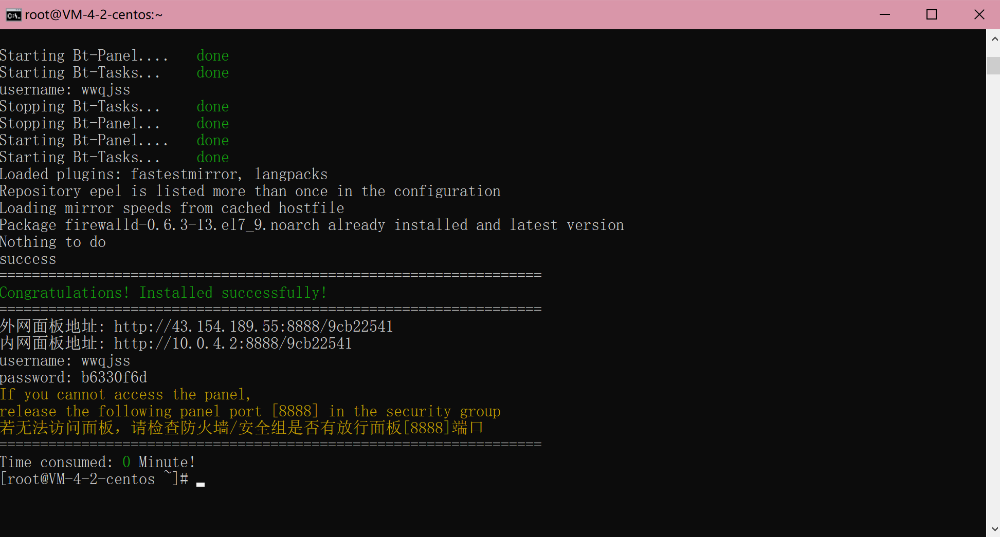 root@VM-4-2-centos:~
Starting Bt-Panel....	done
Starting Bt-Tasks...	done
username: wwqjss
Stopping Bt-Tasks...	done
Stopping Bt-Panel...	done
Starting Bt-Panel....	done
Starting Bt-Tasks...	done
Loaded plugins: fastestmirror, langpacks
Repository epel is listed more than once in the configuration
Loading mirror speeds from cached hostfile
Package firewalld-0.6.3-13.el7_9.noarch already installed and latest version
Nothing to do
success
==================================================================
Congratulations! Installed successfully!
==================================================================
外网面板地址: http://43.154.189.55:8888/9cb22541
内网面板地址: http://10.0.4.2:8888/9cb22541
username: wwqjss
password: b6330f6d
If you cannot access the panel,
release the following panel port [8888] in the security group
若无法访问面板，请检查防火墙/安全组是否有放行面板[8888]端口
==================================================================
Time consumed: 0 Minute!
[root@VM-4-2-centos ~]#